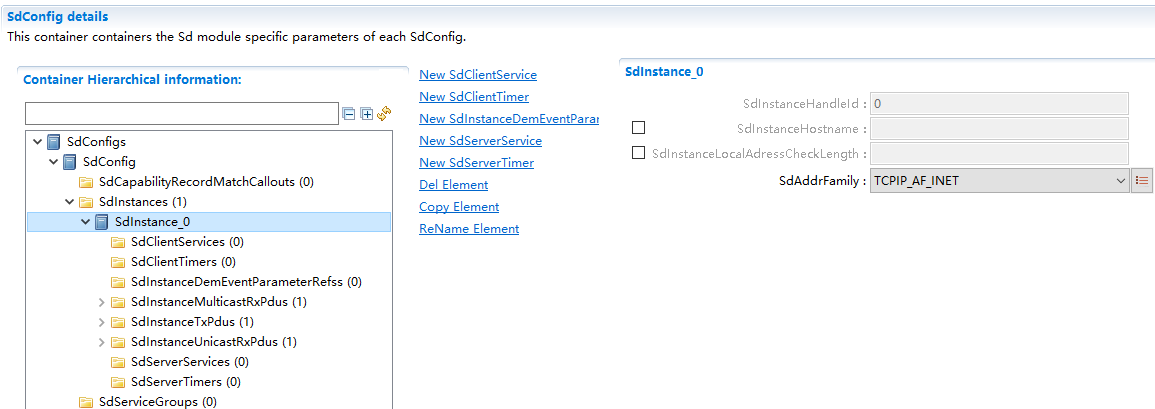 SdConfig details
This container containers the Sd module specific parameters of each SdConfig.
Container Hierarchical information:
SdConfigs
SdConfig
SdCapabilityRecordMatchCallouts (0)
SdInstances (1)
SdInstance_0
SdClientServices (0)
SdClientTimers (0)
SdInstanceDemEventParameterRefss (0)
SdInstanceMulticastRxPdus (1)
SdInstanceTxPdus (1)
SdInstanceUnicastRxPdus (1)
SdServerServices (0)
SdServerTimers (0)
SdServiceGroups (0)
New SdClientService
New SdClientTimer
New SdInstanceDemEventParar
New SdServerService
New SdServerTimer
Del Element
Copy Element
ReName Element
SdInstance_0
SdInstanceHandleId : 0
SdInstanceHostname :
SdInstanceLocalAdressCheckLength :
SdAddrFamily : TCPIP_AF_INET